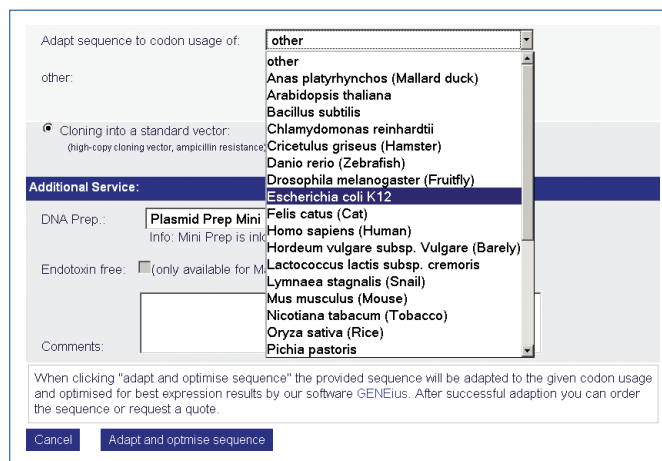 Adapt sequence to codon usage of: other
other
other: Anas platyrhynchos (Mallard duck)
Arabidopsis thaliana
Bacillus subtilis
Chlamydomonas reinhardtii
Cloning into a standard vector:
(high-copy cloning vector, ampicillin resistance)
Cricetulus griseus (Hamster)
Danio rerio (Zebrafish)
Drosophila melanogaster (Fruitfly)
Additional Service:
Escherichia coli K12
Felis catus (Cat)
DNA Prep.: Plasmid Prep Mini
Homo sapiens (Human)
Info: Mini Prep is inlc
Hordeum vulgare subsp. Vulgare (Barely)
Endotoxin free: (only available for Ma
Lactococcus lactis subsp. cremoris
Lymnaea stagnalis (Snail)
Mus musculus (Mouse)
Nicotiana tabacum (Tobacco)
Oryza sativa (Rice)
Comments: Pichia pastoris
When clicking "adapt and optimise sequence" the provided sequence will be adapted to the given codon usage
and optimised for best expression results by our software GENEius. After successful adaption you can order
the sequence or request a quote.
Cancel Adapt and optmise sequence